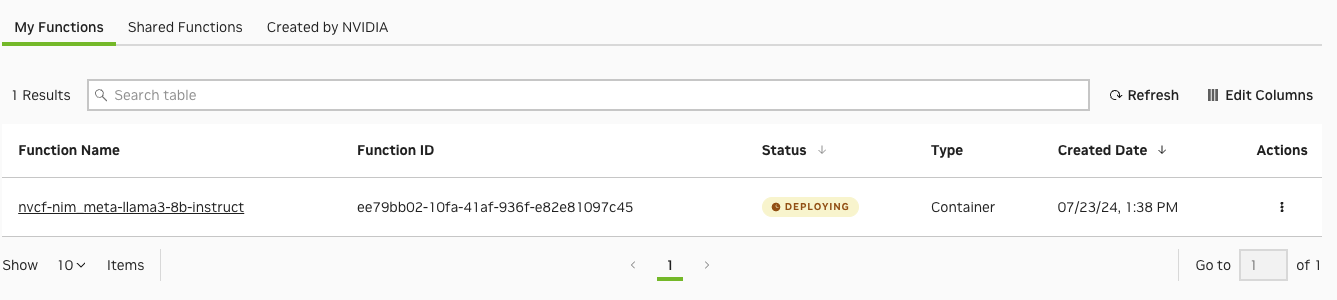 My Functions Shared Functions Created by NVIDIA
1 Results Search table Refresh Edit Columns
Function Name Function ID Status Type Created Date Actions
nvcf-nim_meta-llama3-8b-instruct ee79bb02-10fa-41af-936f-e82e81097c45 DEPLOYING Container 07/23/24, 1:38 PM
Show 10 Items 1 Go to 1 of 1